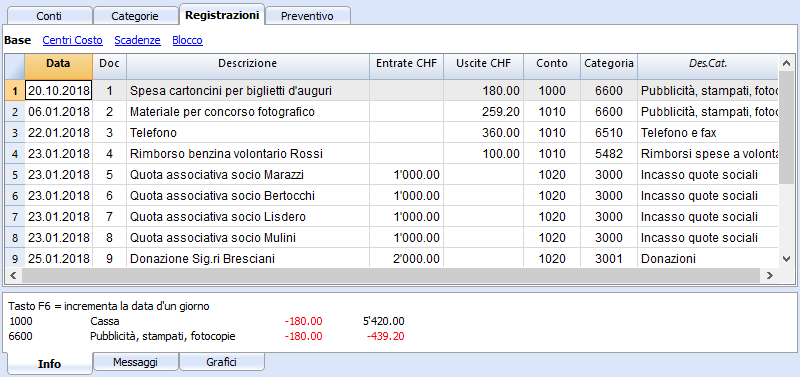 Conti Categorie Registrazioni Preventivo
Base Centri Costo Scadenze Blocco
Data Doc Descrizione Entrate CHF Uscite CHF Conto Categoria Des.Cat.
1 20.10.2018 1 Spesa cartoncini per biglietti d'auguri 180.00 1000 6600 Pubblicità, stampati, fotoc
2 06.01.2018 2 Materiale per concorso fotografico 259.20 1010 6600 Pubblicità, stampati, fotoc
3 22.01.2018 3 Telefono 360.00 1010 6510 Telefono e fax
4 23.01.2018 4 Rimborso benzina volontario Rossi 100.00 1010 5482 Rimborsi spese a volonta
5 23.01.2018 5 Quota associativa socio Marazzi 1'000.00 1020 3000 Incasso quote sociali
6 23.01.2018 6 Quota associativa socio Bertocchi 1'000.00 1020 3000 Incasso quote sociali
7 23.01.2018 7 Quota associativa socio Lisdero 1'000.00 1020 3000 Incasso quote sociali
8 23.01.2018 8 Quota associativa socio Mulini 1'000.00 1020 3000 Incasso quote sociali
9 25.01.2018 9 Donazione Sig.ri Bresciani 2'000.00 1020 3001 Donazioni
Tasto F6 = incrementa la data d'un giorno
1000 Cassa -180.00 5'420.00
6600 Pubblicità, stampati, fotocopie -180.00 -439.20
Info Messaggi Grafici